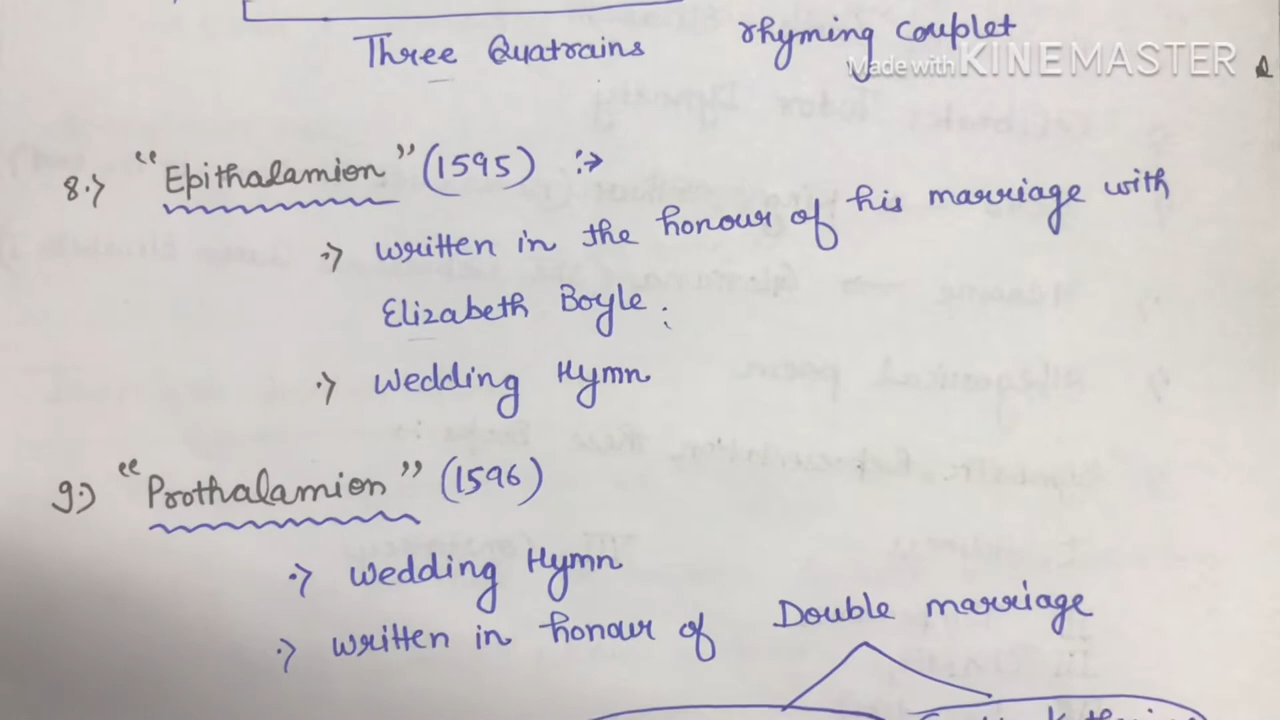 Three Quatrains rhyming couplet
Made with KINEMASTER
8.) "Epithalamion" (1595) :→
written in the honour of his marriage with
Elizabeth Boyle.
Wedding Hymn
9.) "Prothalamion" (1596)
Wedding Hymn
written in honour of Double marriage